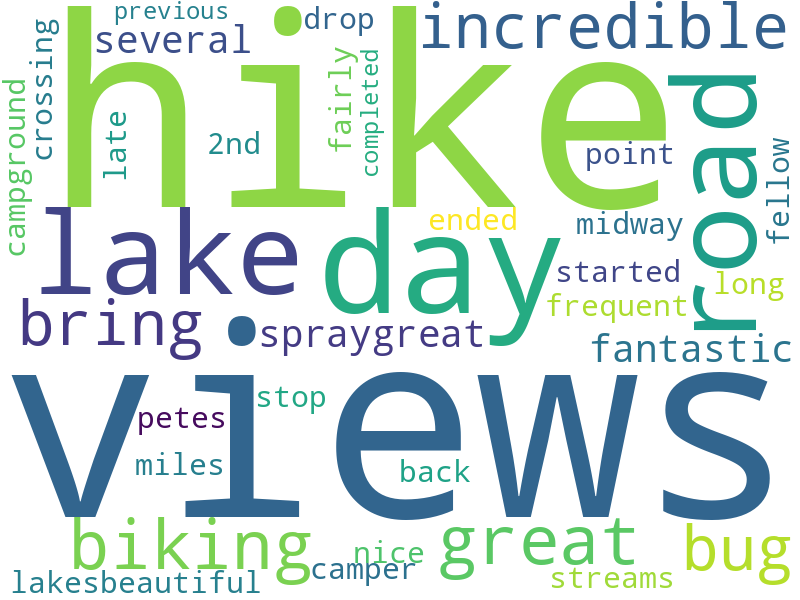 previous
drop
incredible
several
hike
crossing
fairly
completed
campground
late
2nd
point
road
fellow
lake
day
ended
midway
started
long
bring
spraygreat
frequent
fantastic
views
stop
petes
miles
back
biking
great
bug
nice
camper
lakesbeautiful
streams